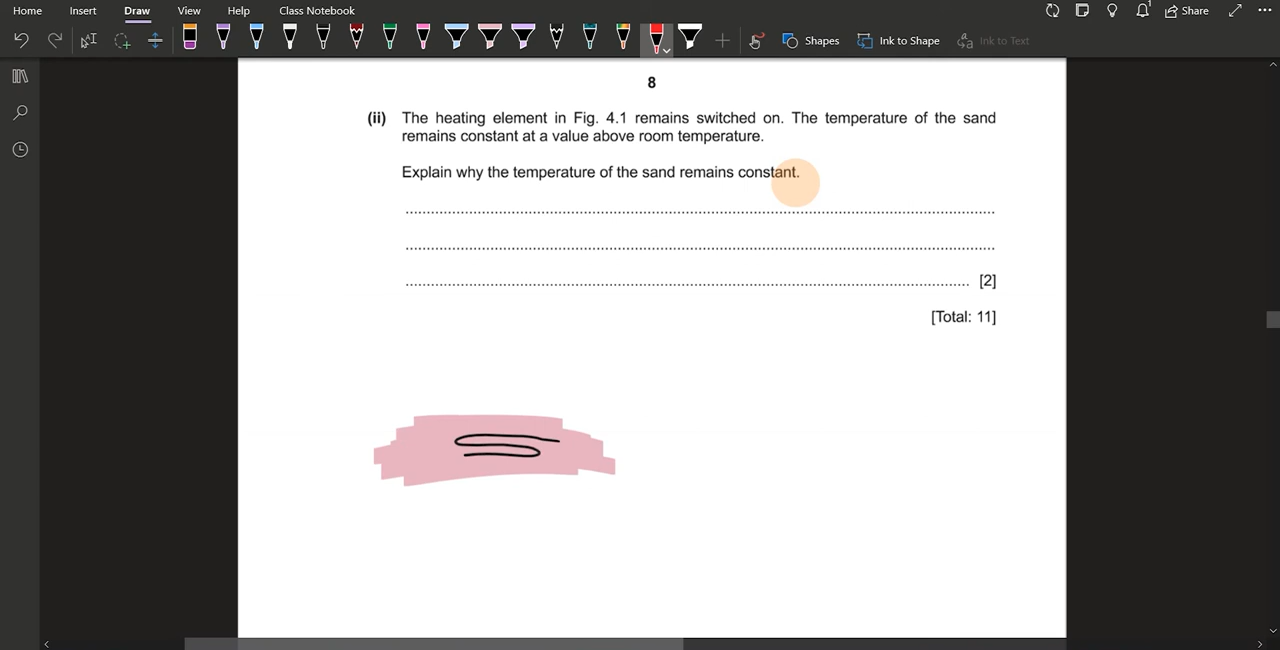 Home Insert Draw View Help Class Notebook
Share
Shapes Ink to Shape Ink to Text
8
(ii) The heating element in Fig. 4.1 remains switched on. The temperature of the sand
remains constant at a value above room temperature.
Explain why the temperature of the sand remains constant.
..........................................................................................................................................
..........................................................................................................................................
.................................................................................................................................... [2]
[Total: 11]